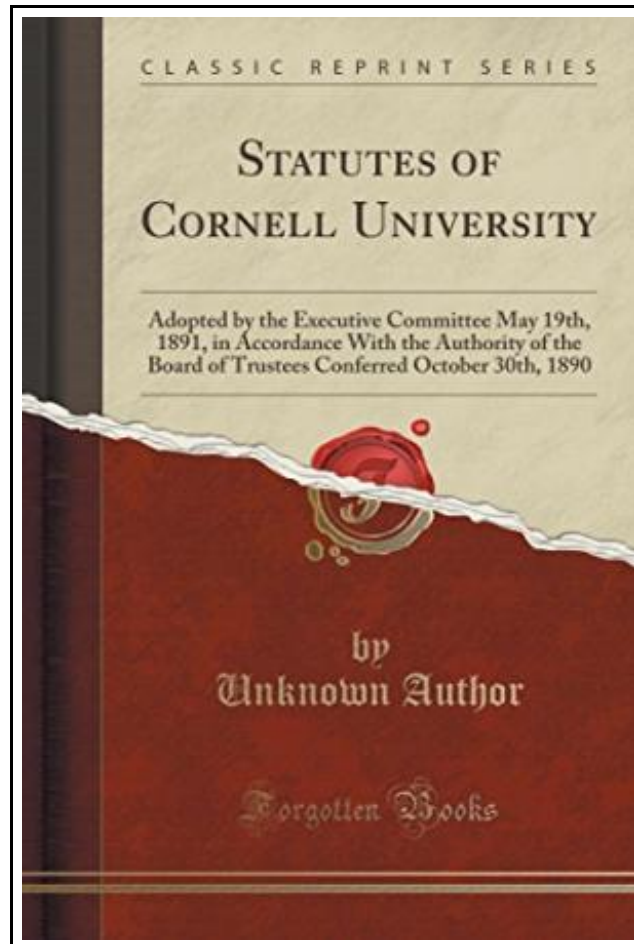 CLASSIC REPRINT SERIES
STATUTES OF
CORNELL UNIVERSITY
Adopted by the Executive Committee May 19th,
1891, in Accordance With the Authority of the
Board of Trustees Conferred October 30th, 1890
by
Unknown Author
Forgotten Books